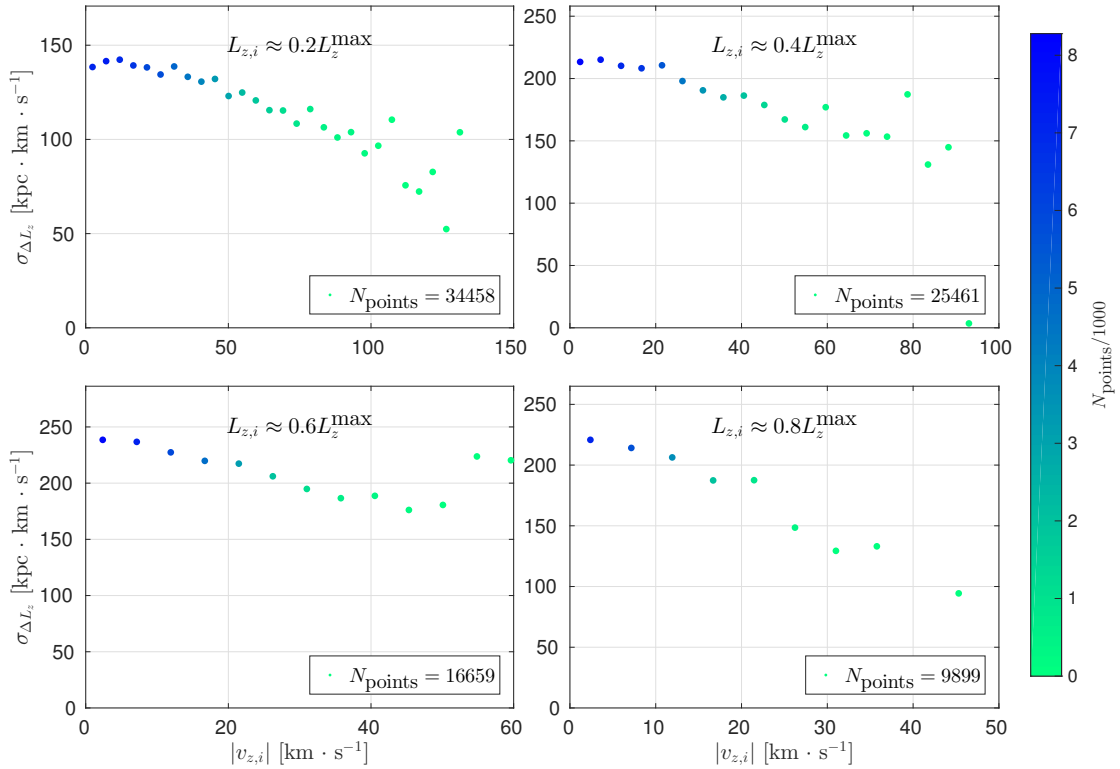 L_{z,i} ≈ 0.2L_z^{max}
σ_{ΔL_z} [kpc · km · s⁻¹]
150
100
50
0
N_points = 34458
0 50 100 150
L_{z,i} ≈ 0.4L_z^{max}
250
200
150
100
50
0
N_points = 25461
0 20 40 60 80 100
L_{z,i} ≈ 0.6L_z^{max}
σ_{ΔL_z} [kpc · km · s⁻¹]
250
200
150
100
50
0
N_points = 16659
0 20 40 60
|v_{z,i}| [km · s⁻¹]
L_{z,i} ≈ 0.8L_z^{max}
250
200
150
100
50
0
N_points = 9899
0 10 20 30 40 50
|v_{z,i}| [km · s⁻¹]
8
7
6
5
4
3
2
1
0
N_points/1000